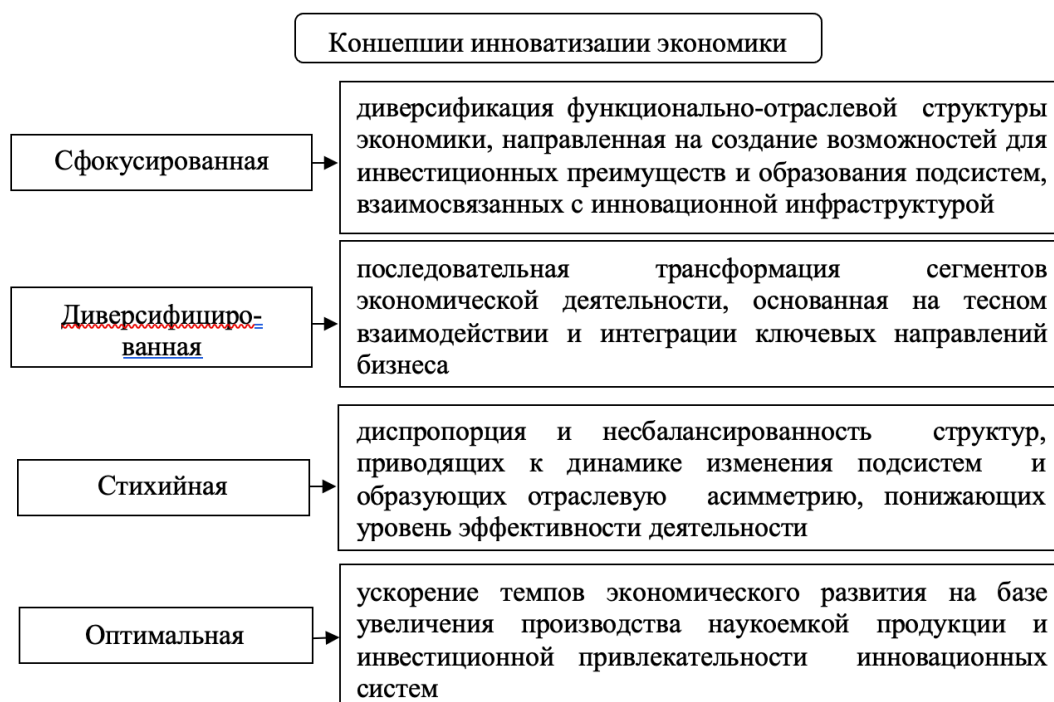 Концепции инноватизации экономики
Сфокусированная
диверсификация функционально-отраслевой структуры
экономики, направленная на создание возможностей для
инвестиционных преимуществ и образования подсистем,
взаимосвязанных с инновационной инфраструктурой
Диверсифициро-
ванная
последовательная трансформация сегментов
экономической деятельности, основанная на тесном
взаимодействии и интеграции ключевых направлений
бизнеса
Стихийная
диспропорция и несбалансированность структур,
приводящих к динамике изменения подсистем и
образующих отраслевую асимметрию, понижающих
уровень эффективности деятельности
Оптимальная
ускорение темпов экономического развития на базе
увеличения производства наукоемкой продукции и
инвестиционной привлекательности инновационных
систем